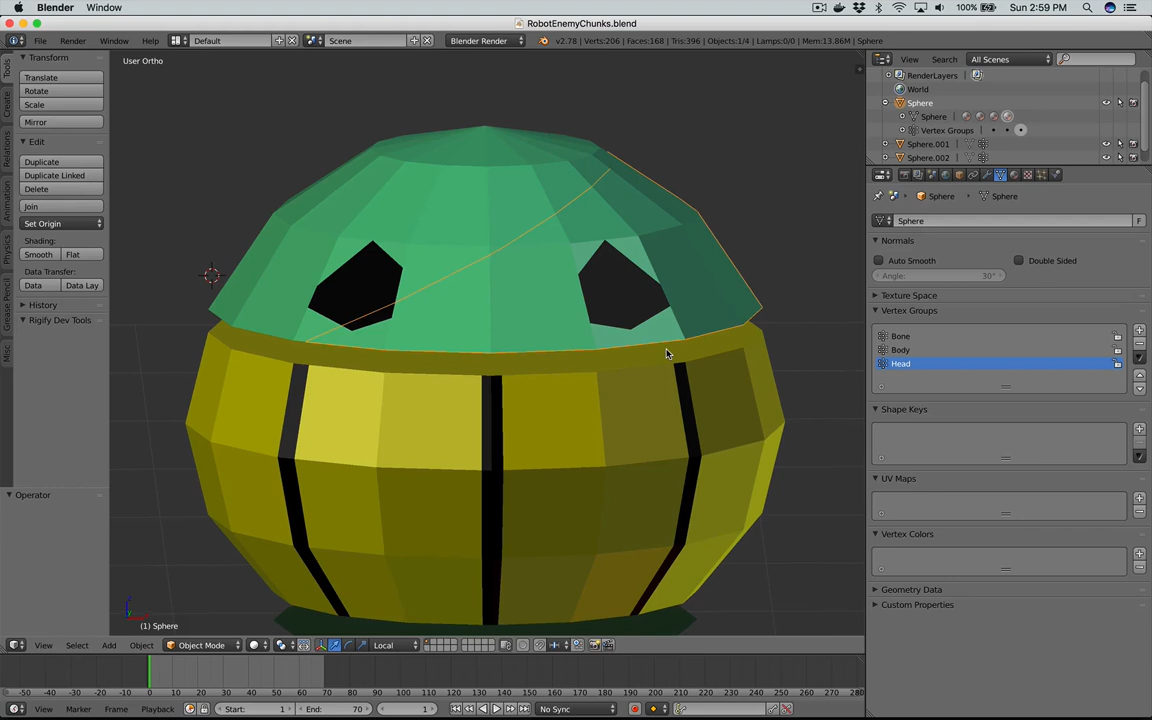 Blender Window 100% Sun 2:59 PM
RobotEnemyChunks.blend
File Render Window Help Default Scene Blender Render v2.78 | Verts:206 | Faces:168 | Tris:396 | Objects:1/4 | Lamps:0/0 | Mem:13.86M | Sphere
View Search All Scenes
User Ortho
Tools
Create
Relations
Animation
Physics
Grease Pencil
Misc
Transform
Translate
Rotate
Scale
Mirror
Edit
Duplicate
Duplicate Linked
Delete
Join
Set Origin
Shading:
Smooth Flat
Data Transfer:
Data Data Lay
History
Rigify Dev Tools
Operator
RenderLayers
World
Sphere
Sphere
Vertex Groups
Sphere.001
Sphere.002
Sphere Sphere
Sphere F
Normals
Auto Smooth Double Sided
Angle: 30°
Texture Space
Vertex Groups
Bone
Body
Head
Shape Keys
UV Maps
Vertex Colors
Geometry Data
Custom Properties
(1) Sphere
View Select Add Object Object Mode Local
-50 -40 -30 -20 -10 0 10 20 30 40 50 60 70 80 90 100 110 120 130 140 150 160 170 180 190 200 210 220 230 240 250 260 270 280
View Marker Frame Playback Start: 1 End: 70 1 No Sync